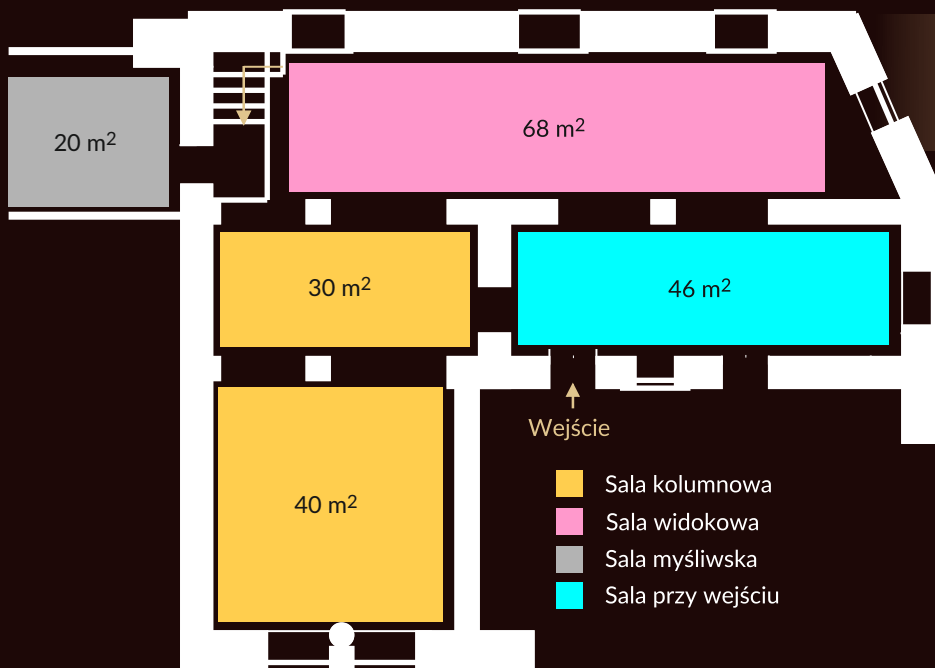 20 m²
68 m²
30 m²
46 m²
Wejście
40 m²
Sala kolumnowa
Sala widokowa
Sala myśliwska
Sala przy wejściu